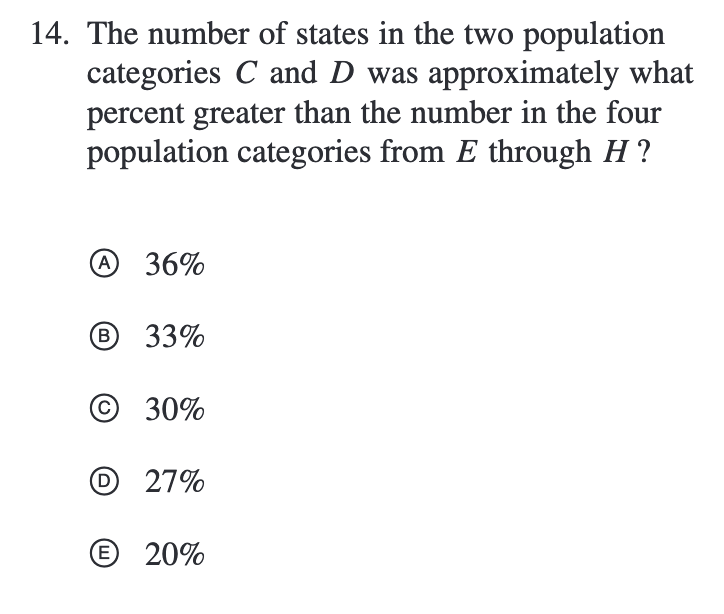 14. The number of states in the two population
categories C and D was approximately what
percent greater than the number in the four
population categories from E through H ?
Ⓐ 36%
Ⓑ 33%
Ⓒ 30%
Ⓓ 27%
Ⓔ 20%